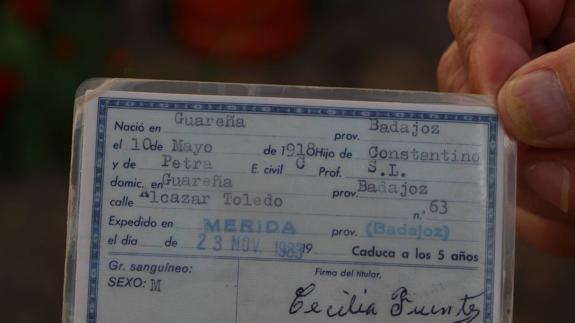 Nació en Guareña prov. Badajoz
el 10 de Mayo de 1918 Hijo de Constantino
y de Petra E. civil C Prof. S.L.
domic. en Guareña prov. Badajoz
calle Alcazar Toledo n.º 63
Expedido en MERIDA prov. (Badajoz)
el día de 23 NOV. 1983 19 Caduca a los 5 años
Gr. sanguíneo: Firma del titular,
SEXO: M Cecilia Fuentes